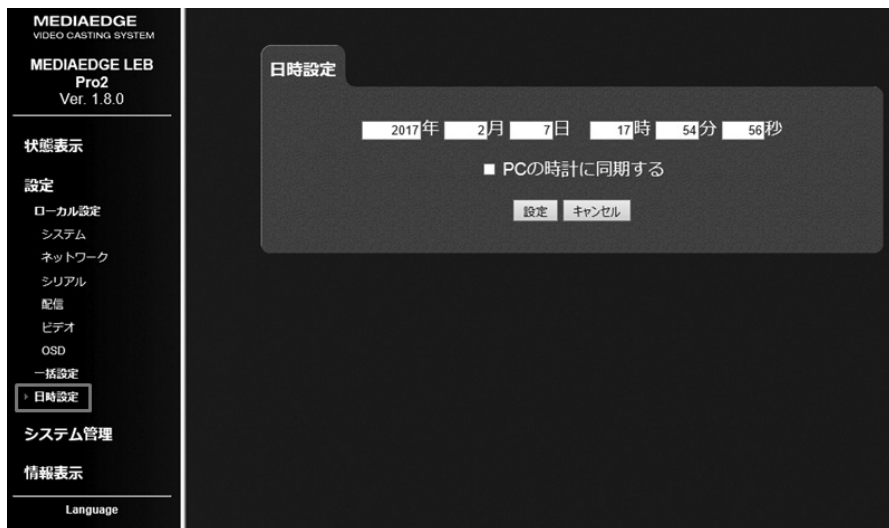 MEDIAEDGE
VIDEO CASTING SYSTEM
MEDIAEDGE LEB
Pro2
Ver. 1.8.0
状態表示
設定
ローカル設定
システム
ネットワーク
シリアル
配信
ビデオ
OSD
一括設定
日時設定
システム管理
情報表示
Language
日時設定
2017年 2月 7日 17時 54分 56秒
PCの時計に同期する
設定 キャンセル